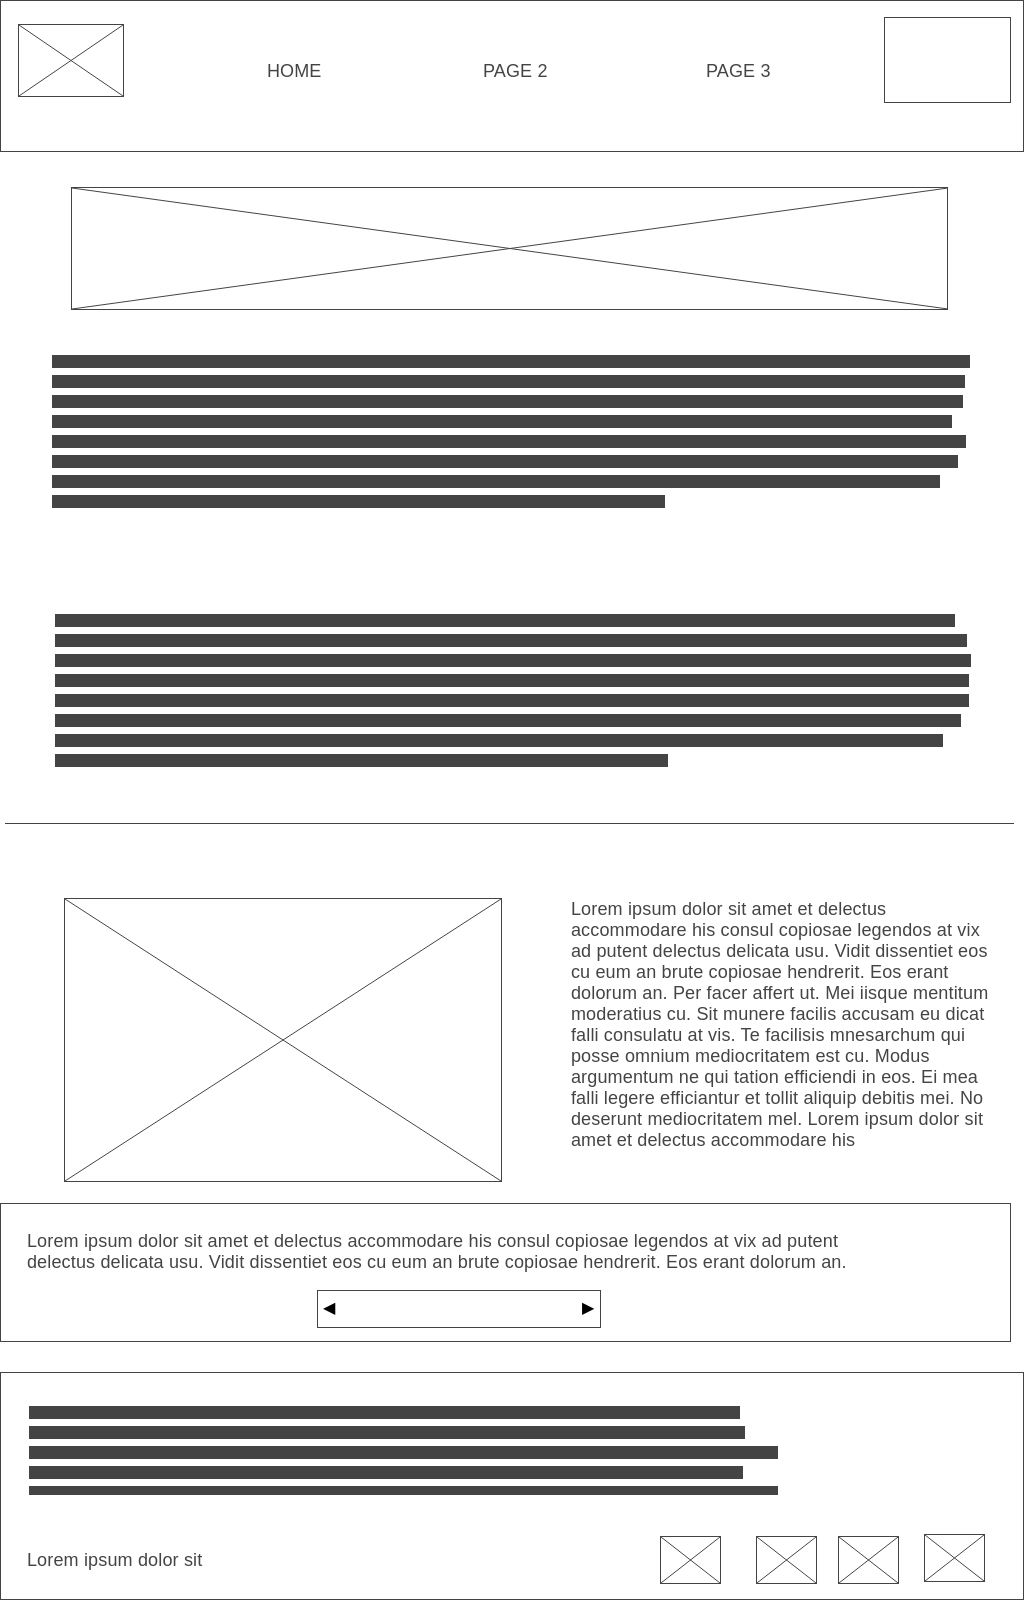 HOME
PAGE 2
PAGE 3
Lorem ipsum dolor sit amet et delectus
accommodare his consul copiosae legendos at vix
ad putent delectus delicata usu. Vidit dissentiet eos
cu eum an brute copiosae hendrerit. Eos erant
dolorum an. Per facer affert ut. Mei iisque mentitum
moderatius cu. Sit munere facilis accusam eu dicat
falli consulatu at vis. Te facilisis mnesarchum qui
posse omnium mediocritatem est cu. Modus
argumentum ne qui tation efficiendi in eos. Ei mea
falli legere efficiantur et tollit aliquip debitis mei. No
deserunt mediocritatem mel. Lorem ipsum dolor sit
amet et delectus accommodare his
Lorem ipsum dolor sit amet et delectus accommodare his consul copiosae legendos at vix ad putent
delectus delicata usu. Vidit dissentiet eos cu eum an brute copiosae hendrerit. Eos erant dolorum an.
Lorem ipsum dolor sit